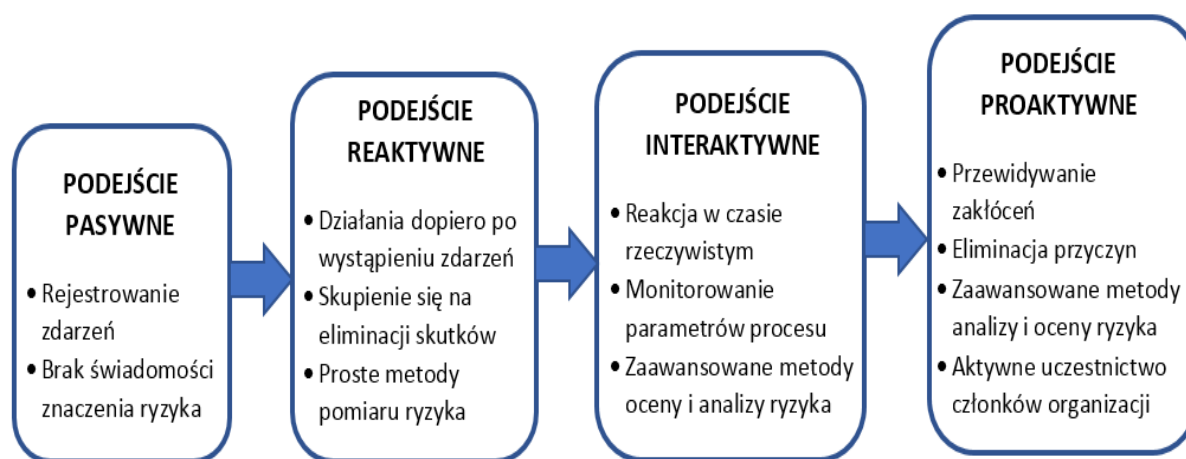 PODEJŚCIE
PASYWNE
• Rejestrowanie
zdarzeń
• Brak świadomości
znaczenia ryzyka
PODEJŚCIE
REAKTYWNE
• Działania dopiero po
wystąpieniu zdarzeń
• Skupienie się na
eliminacji skutków
• Proste metody
pomiaru ryzyka
PODEJŚCIE
INTERAKTYWNE
• Reakcja w czasie
rzeczywistym
• Monitorowanie
parametrów procesu
• Zaawansowane metody
oceny i analizy ryzyka
PODEJŚCIE
PROAKTYWNE
• Przewidywanie
zakłóceń
• Eliminacja przyczyn
• Zaawansowane metody
analizy i oceny ryzyka
• Aktywne uczestnictwo
członków organizacji